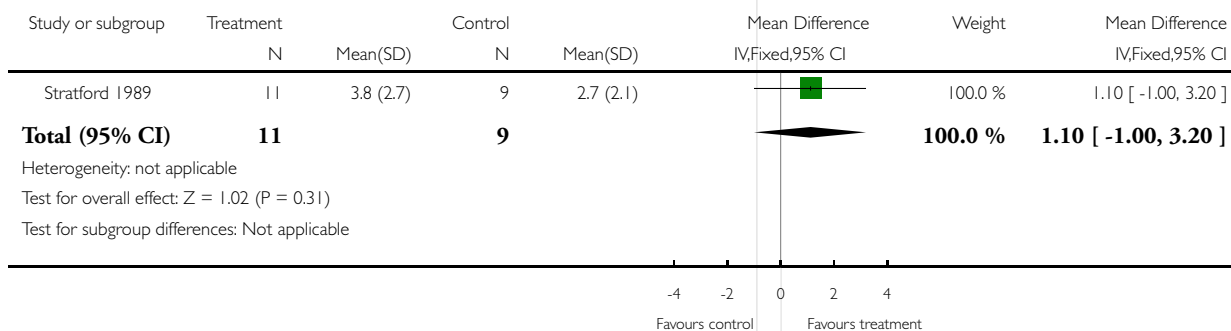 Study or subgroup Treatment Control Mean Difference Weight Mean Difference
N Mean(SD) N Mean(SD) IV,Fixed,95% CI IV,Fixed,95% CI
Stratford 1989 11 3.8 (2.7) 9 2.7 (2.1) 100.0 % 1.10 [ -1.00, 3.20 ]
Total (95% CI) 11 9 100.0 % 1.10 [ -1.00, 3.20 ]
Heterogeneity: not applicable
Test for overall effect: Z = 1.02 (P = 0.31)
Test for subgroup differences: Not applicable
-4 -2 0 2 4
Favours control Favours treatment